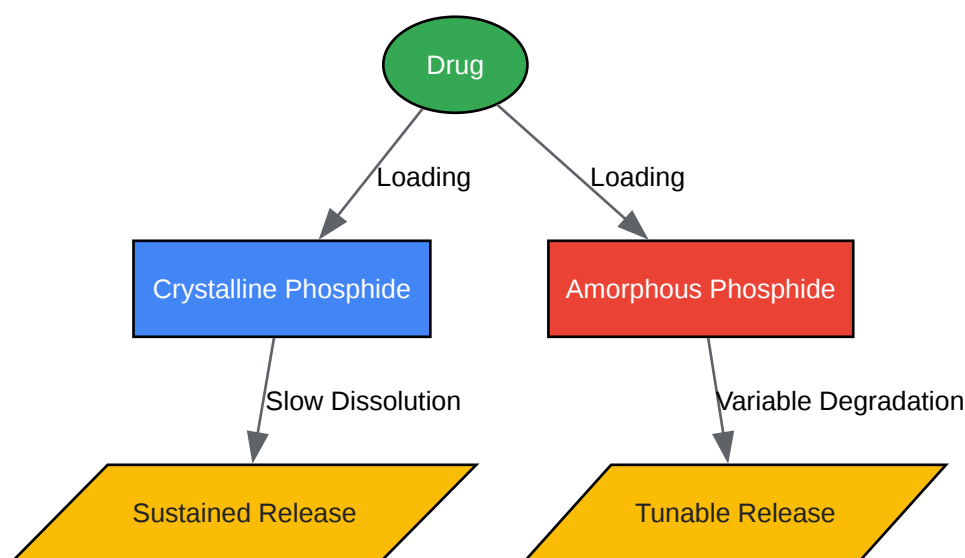 Drug
Loading
Loading
Crystalline Phosphide
Amorphous Phosphide
Slow Dissolution
Variable Degradation
Sustained Release
Tunable Release